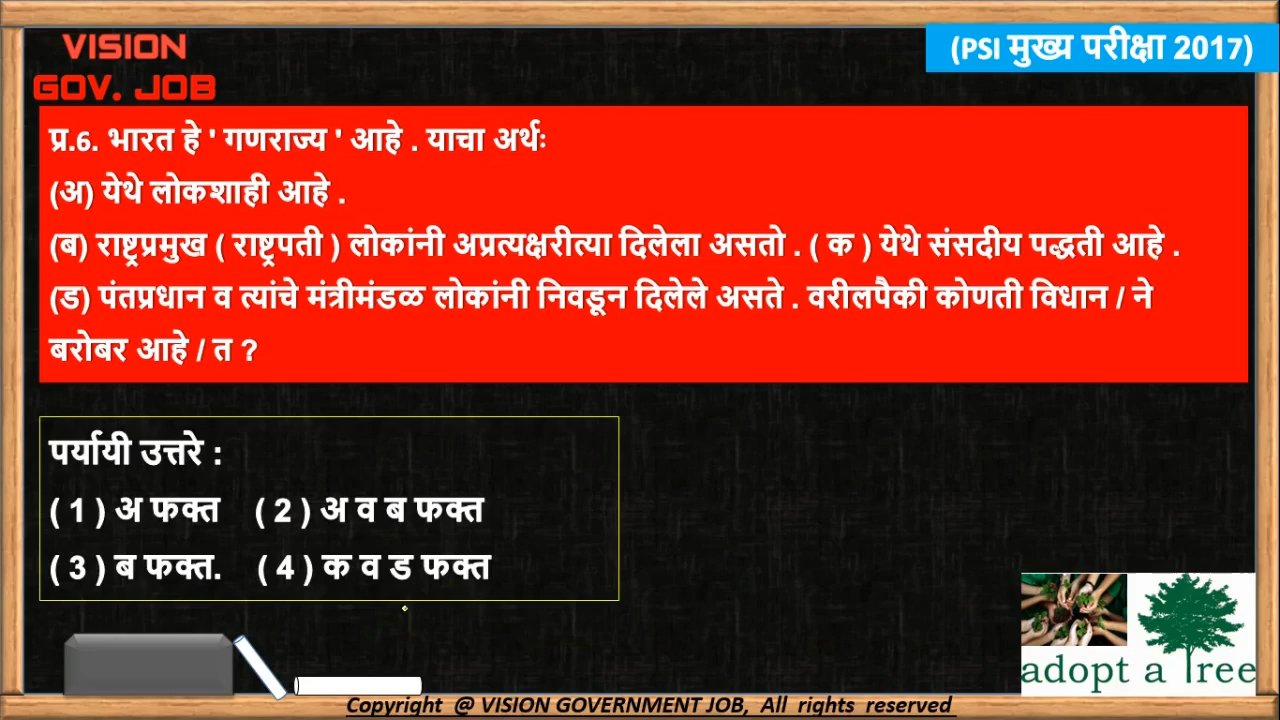 VISION
GOV. JOB
(PSI मुख्य परीक्षा 2017)
प्र.6. भारत हे ' गणराज्य ' आहे . याचा अर्थः
(अ) येथे लोकशाही आहे .
(ब) राष्ट्रप्रमुख ( राष्ट्रपती ) लोकांनी अप्रत्यक्षरीत्या दिलेला असतो . ( क ) येथे संसदीय पद्धती आहे .
(ड) पंतप्रधान व त्यांचे मंत्रीमंडळ लोकांनी निवडून दिलेले असते . वरीलपैकी कोणती विधान / ने
बरोबर आहे / त ?
पर्यायी उत्तरे :
( 1 ) अ फक्त ( 2 ) अ व ब फक्त
( 3 ) ब फक्त. ( 4 ) क व ड फक्त
adopt a Tree
Copyright @ VISION GOVERNMENT JOB, All rights reserved